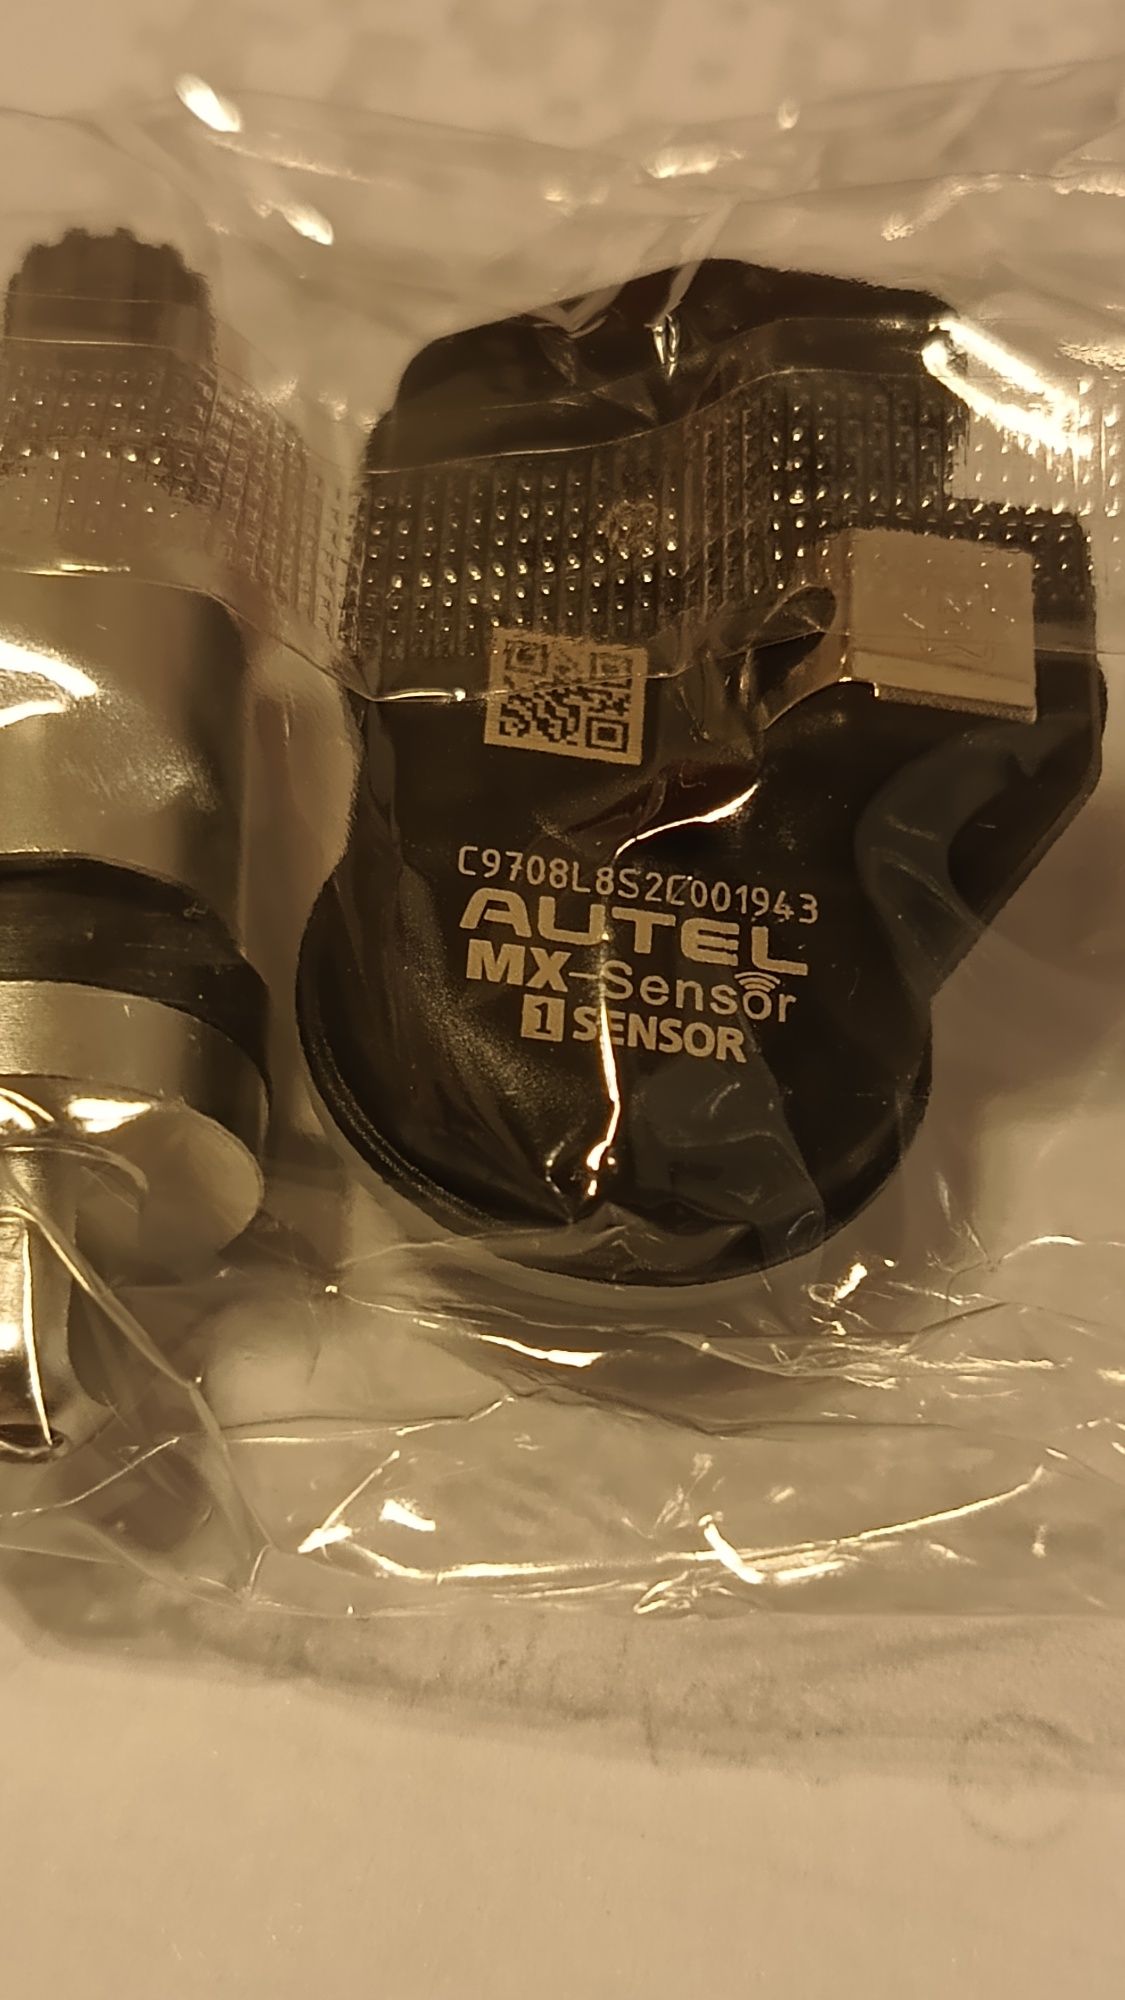 C9708L8S2C001943
AUTEL
MX-Sensor
1 SENSOR